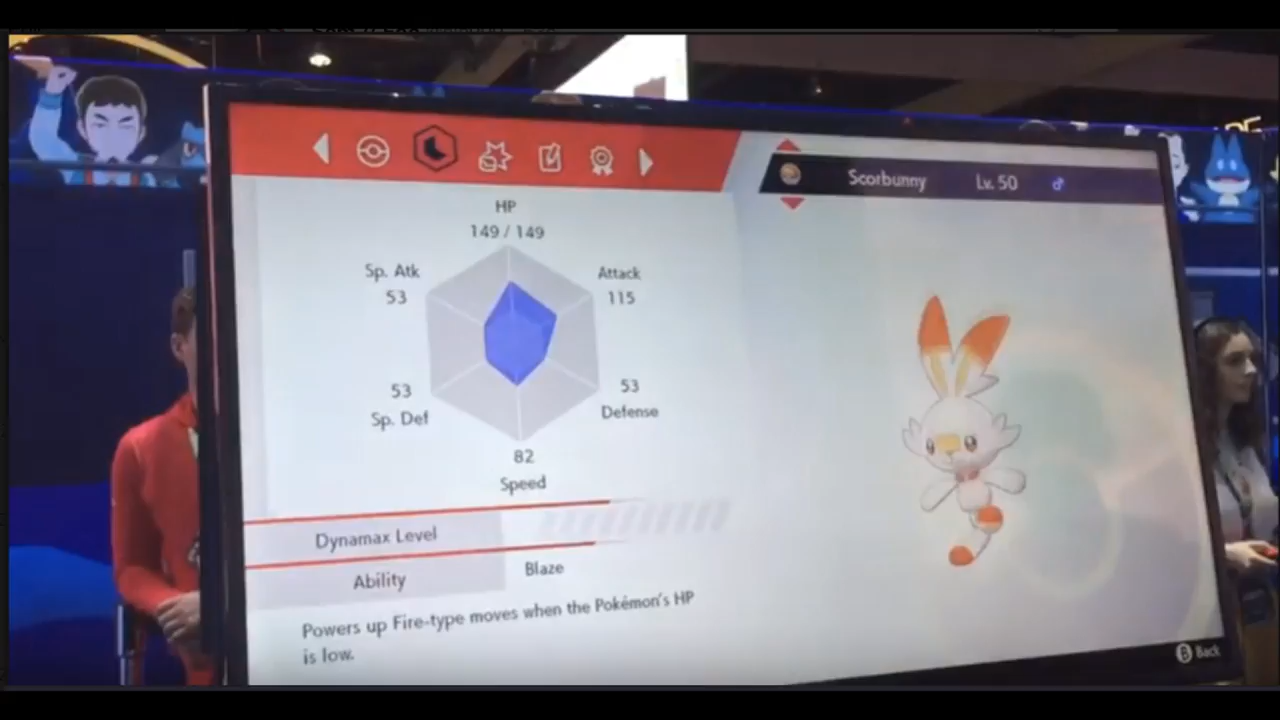 Scorbunny Lv. 50 ♂
HP
149 / 149
Sp. Atk
53
Attack
115
53
Sp. Def
53
Defense
82
Speed
Dynamax Level
Ability Blaze
Powers up Fire-type moves when the Pokémon's HP
is low.
B Back